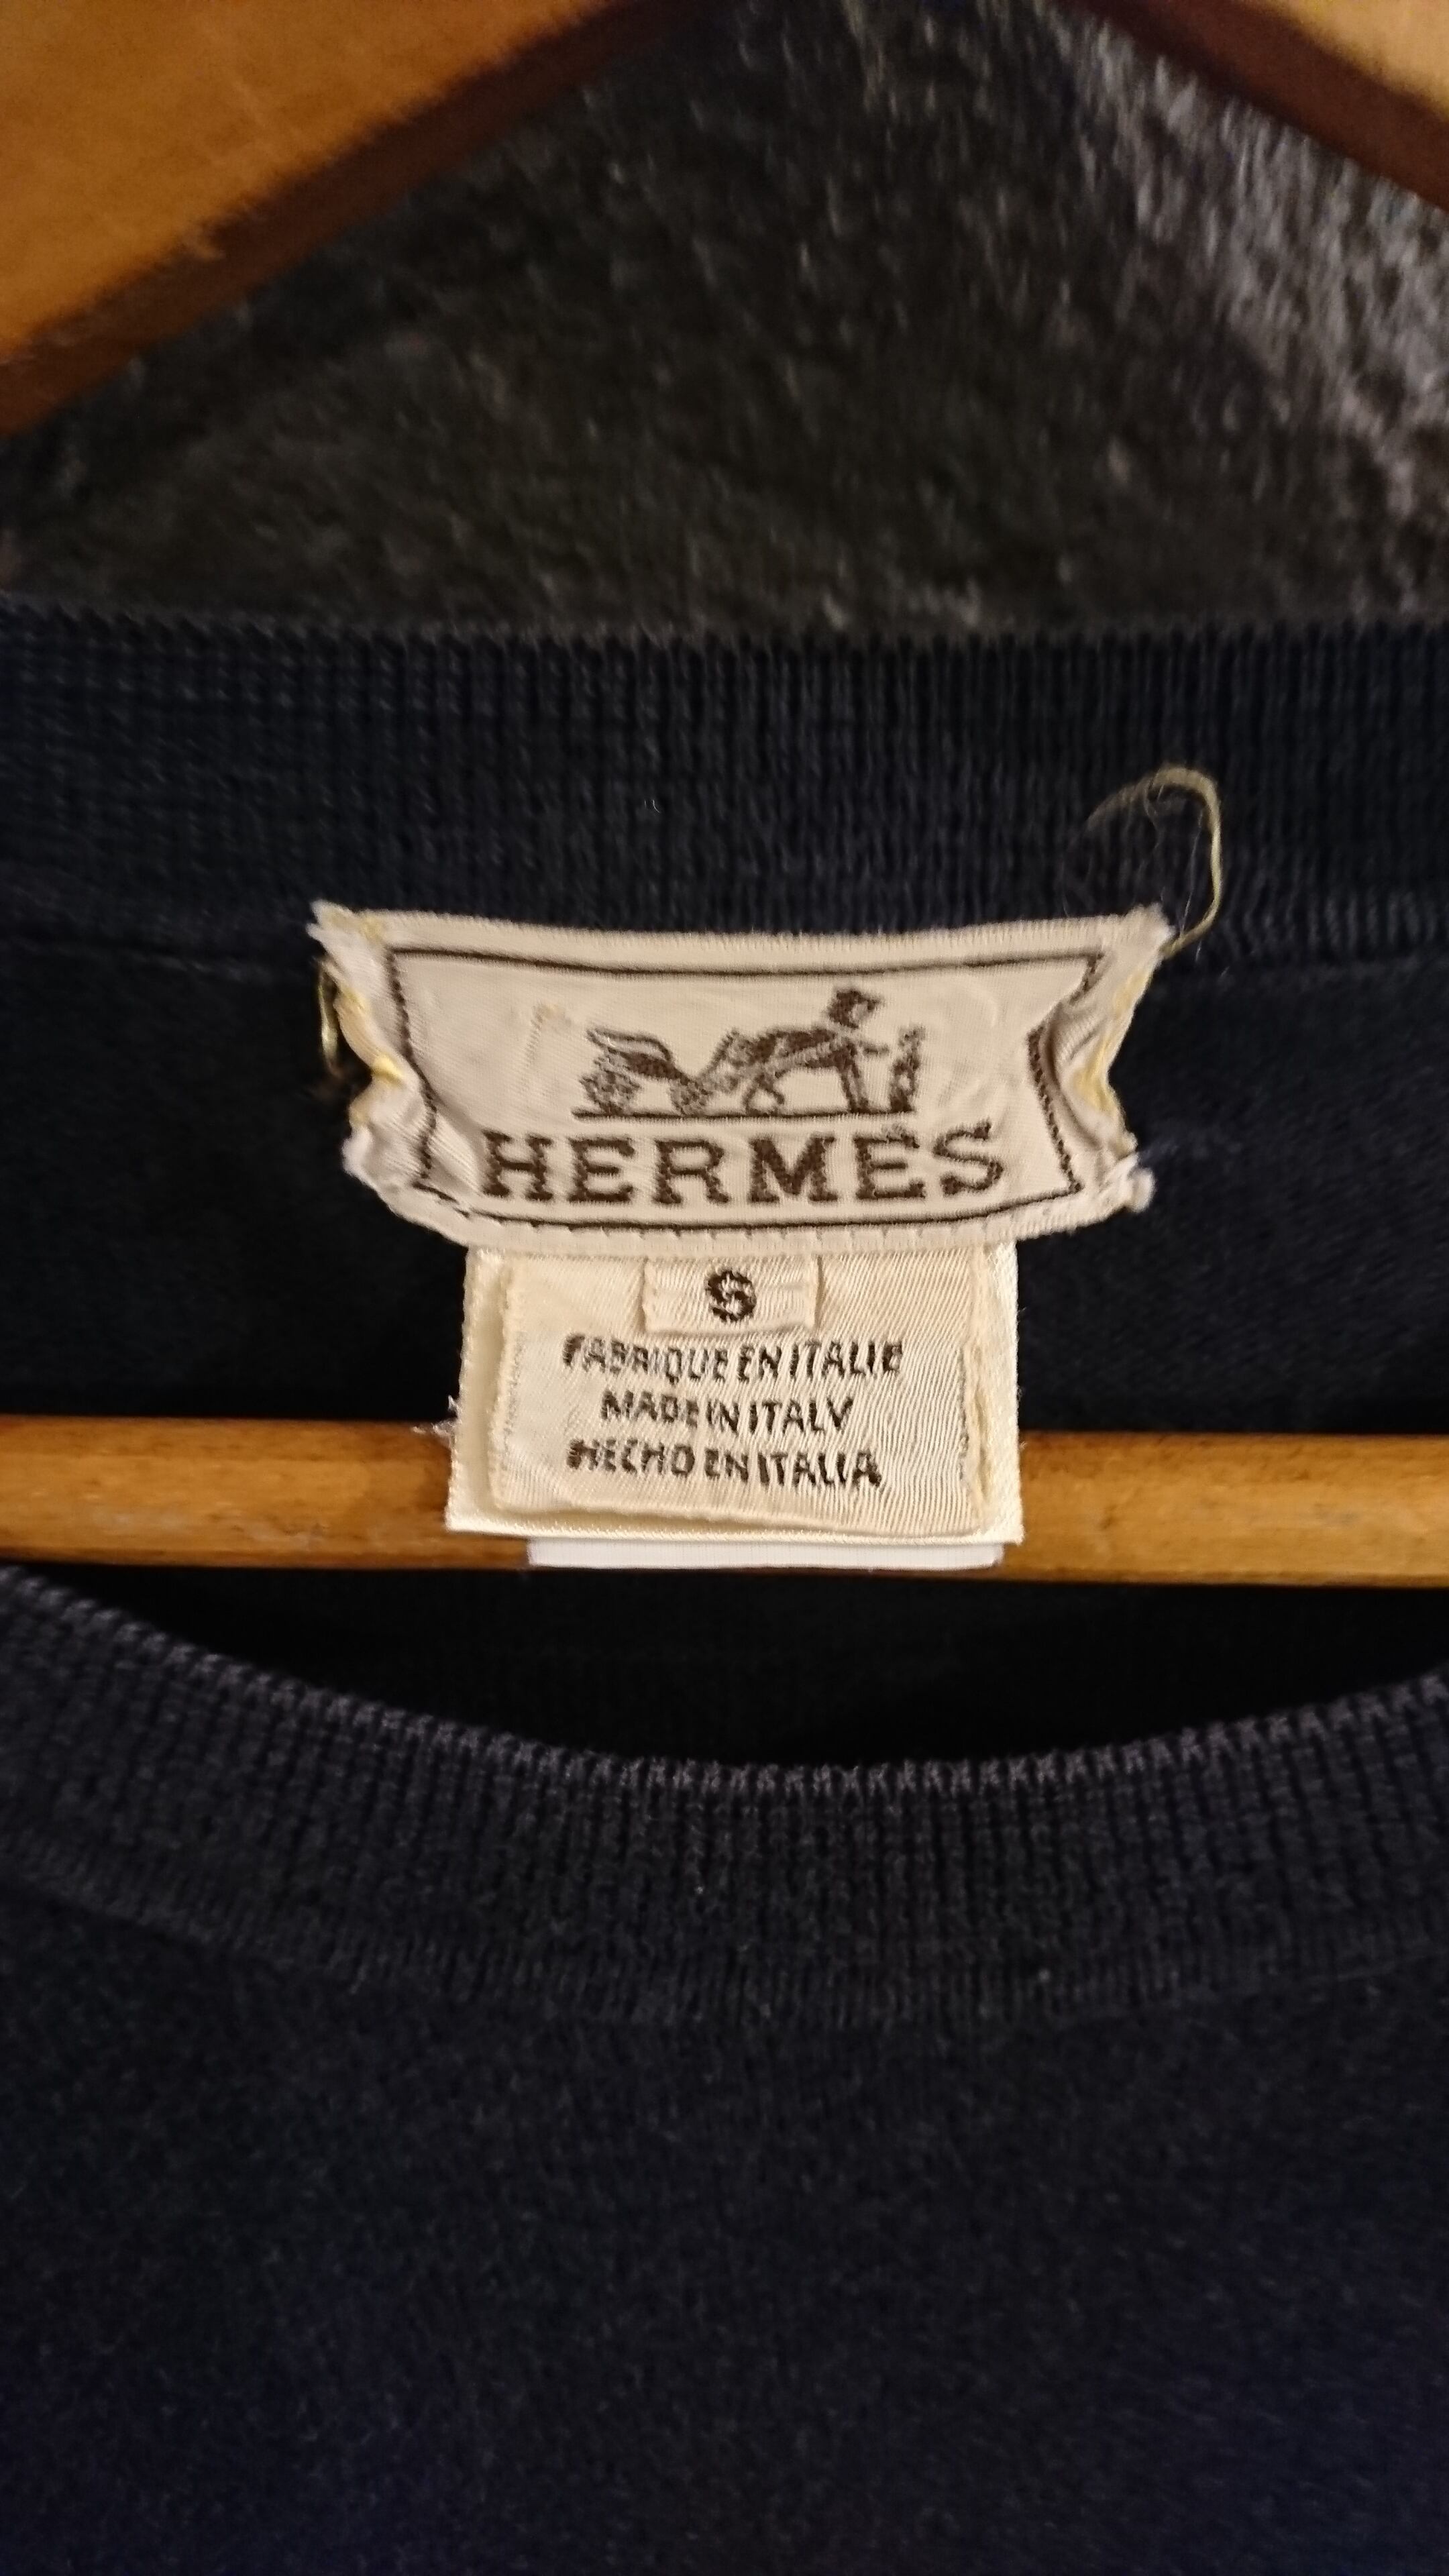 HERMÈS
S
FABRIQUE EN ITALIE
MADE IN ITALY
HECHO EN ITALIA